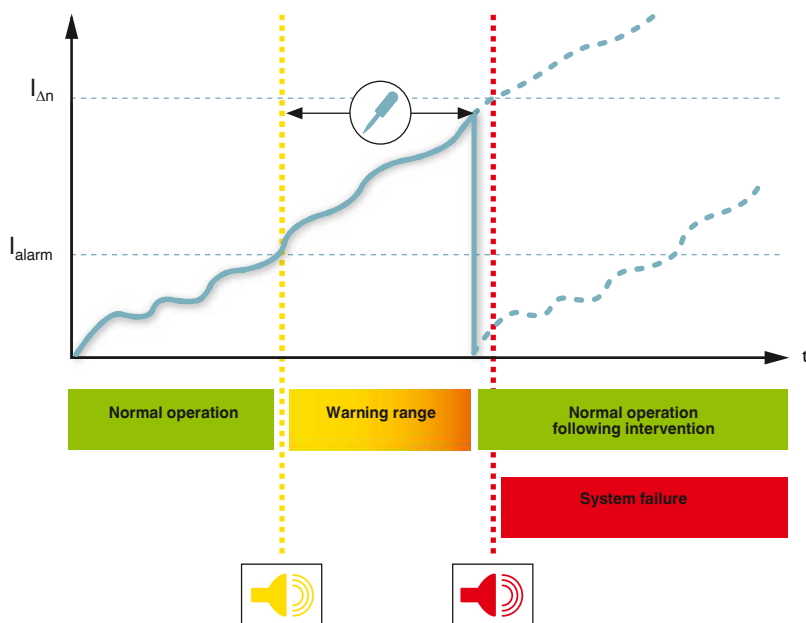 IΔn
Ialarm
t
Normal operation
Warning range
Normal operation
following intervention
System failure